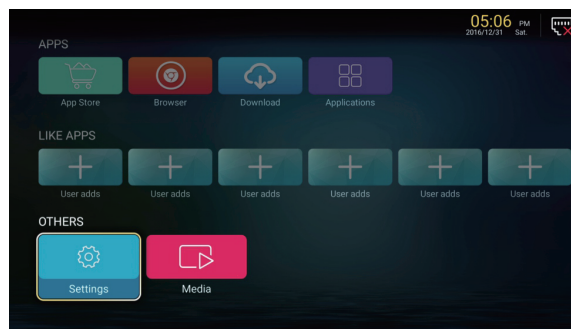 05:06 PM
2016/12/31 Sat.
APPS
App Store Browser Download Applications
LIKE APPS
User adds User adds User adds User adds User adds User adds
OTHERS
Settings Media